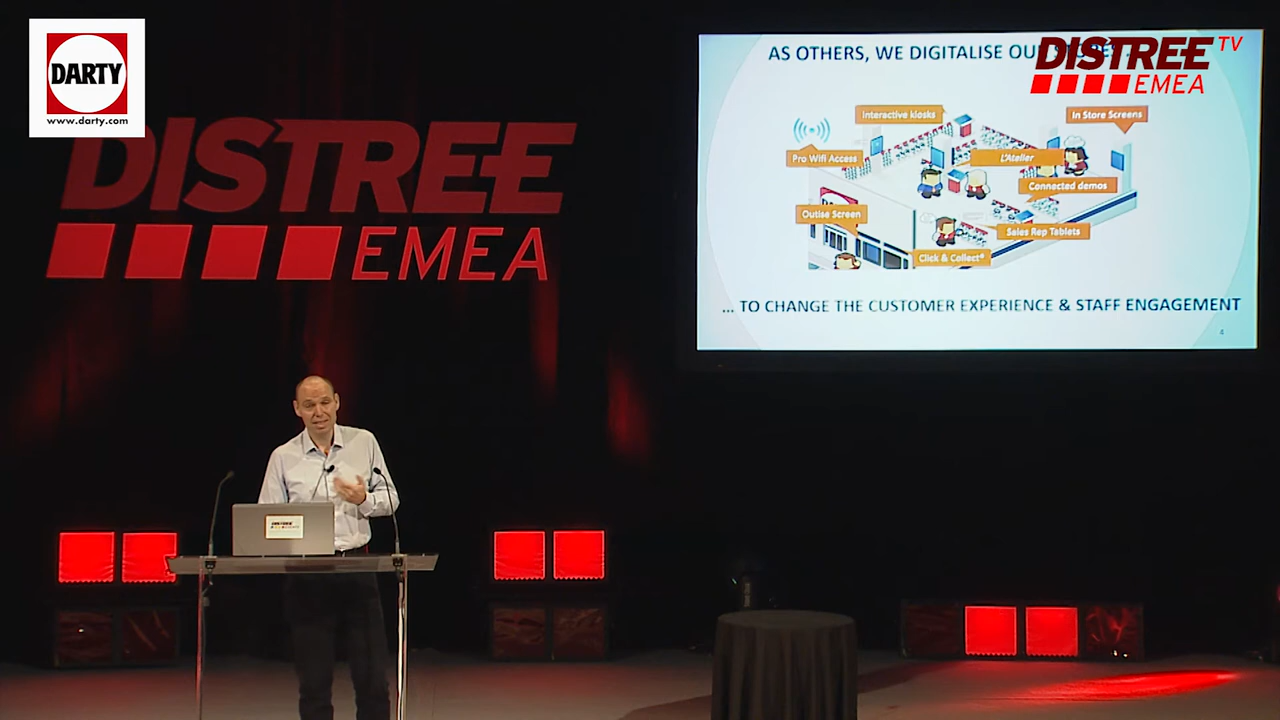 DARTY
www.darty.com
DISTREE
EMEA
AS OTHERS, WE DIGITALISE OUR
DISTREE TV
EMEA
Interactive kiosks
In Store Screens
Pro Wifi Access
L'Atelier
Connected demos
Outise Screen
Sales Rep Tablets
Click & Collect®
... TO CHANGE THE CUSTOMER EXPERIENCE & STAFF ENGAGEMENT
4
DISTREE